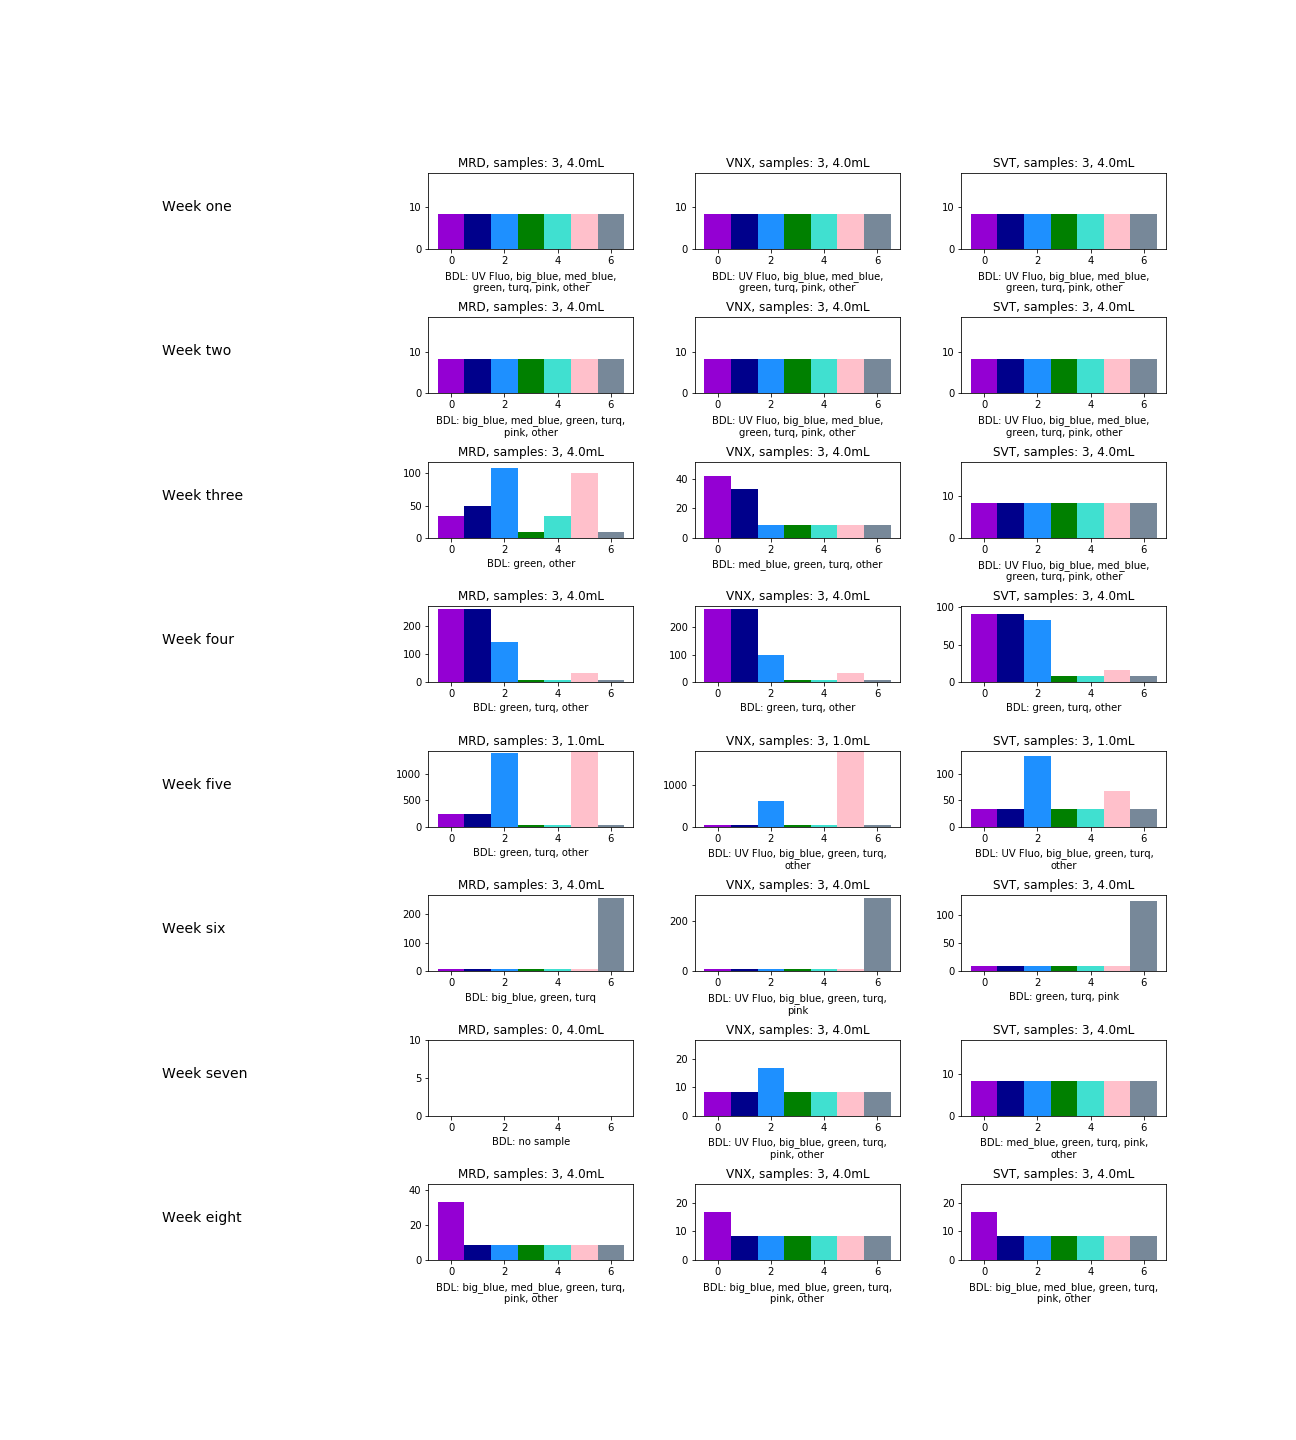 MRD, samples: 3, 4.0mL
VNX, samples: 3, 4.0mL
SVT, samples: 3, 4.0mL
Week one
10
0
0 2 4 6
10
0
0 2 4 6
10
0
0 2 4 6
BDL: UV Fluo, big_blue, med_blue,
green, turq, pink, other
BDL: UV Fluo, big_blue, med_blue,
green, turq, pink, other
BDL: UV Fluo, big_blue, med_blue,
green, turq, pink, other
MRD, samples: 3, 4.0mL
VNX, samples: 3, 4.0mL
SVT, samples: 3, 4.0mL
Week two
10
0
0 2 4 6
10
0
0 2 4 6
10
0
0 2 4 6
BDL: big_blue, med_blue, green, turq,
pink, other
BDL: UV Fluo, big_blue, med_blue,
green, turq, pink, other
BDL: UV Fluo, big_blue, med_blue,
green, turq, pink, other
MRD, samples: 3, 4.0mL
VNX, samples: 3, 4.0mL
SVT, samples: 3, 4.0mL
Week three
100
50
0
0 2 4 6
40
20
0
0 2 4 6
10
0
0 2 4 6
BDL: green, other
BDL: med_blue, green, turq, other
BDL: UV Fluo, big_blue, med_blue,
green, turq, pink, other
MRD, samples: 3, 4.0mL
VNX, samples: 3, 4.0mL
SVT, samples: 3, 4.0mL
Week four
200
100
0
0 2 4 6
200
100
0
0 2 4 6
100
50
0
0 2 4 6
BDL: green, turq, other
BDL: green, turq, other
BDL: green, turq, other
MRD, samples: 3, 1.0mL
VNX, samples: 3, 1.0mL
SVT, samples: 3, 1.0mL
Week five
1000
500
0
0 2 4 6
1000
0
0 2 4 6
100
50
0
0 2 4 6
BDL: green, turq, other
BDL: UV Fluo, big_blue, green, turq,
other
BDL: UV Fluo, big_blue, green, turq,
other
MRD, samples: 3, 4.0mL
VNX, samples: 3, 4.0mL
SVT, samples: 3, 4.0mL
Week six
200
100
0
0 2 4 6
200
0
0 2 4 6
100
50
0
0 2 4 6
BDL: big_blue, green, turq
BDL: UV Fluo, big_blue, green, turq,
pink
BDL: green, turq, pink
MRD, samples: 0, 4.0mL
VNX, samples: 3, 4.0mL
SVT, samples: 3, 4.0mL
Week seven
10
5
0
0 2 4 6
20
10
0
0 2 4 6
10
0
0 2 4 6
BDL: no sample
BDL: UV Fluo, big_blue, green, turq,
pink, other
BDL: med_blue, green, turq, pink,
other
MRD, samples: 3, 4.0mL
VNX, samples: 3, 4.0mL
SVT, samples: 3, 4.0mL
Week eight
40
20
0
0 2 4 6
20
10
0
0 2 4 6
20
10
0
0 2 4 6
BDL: big_blue, med_blue, green, turq,
pink, other
BDL: big_blue, med_blue, green, turq,
pink, other
BDL: big_blue, med_blue, green, turq,
pink, other